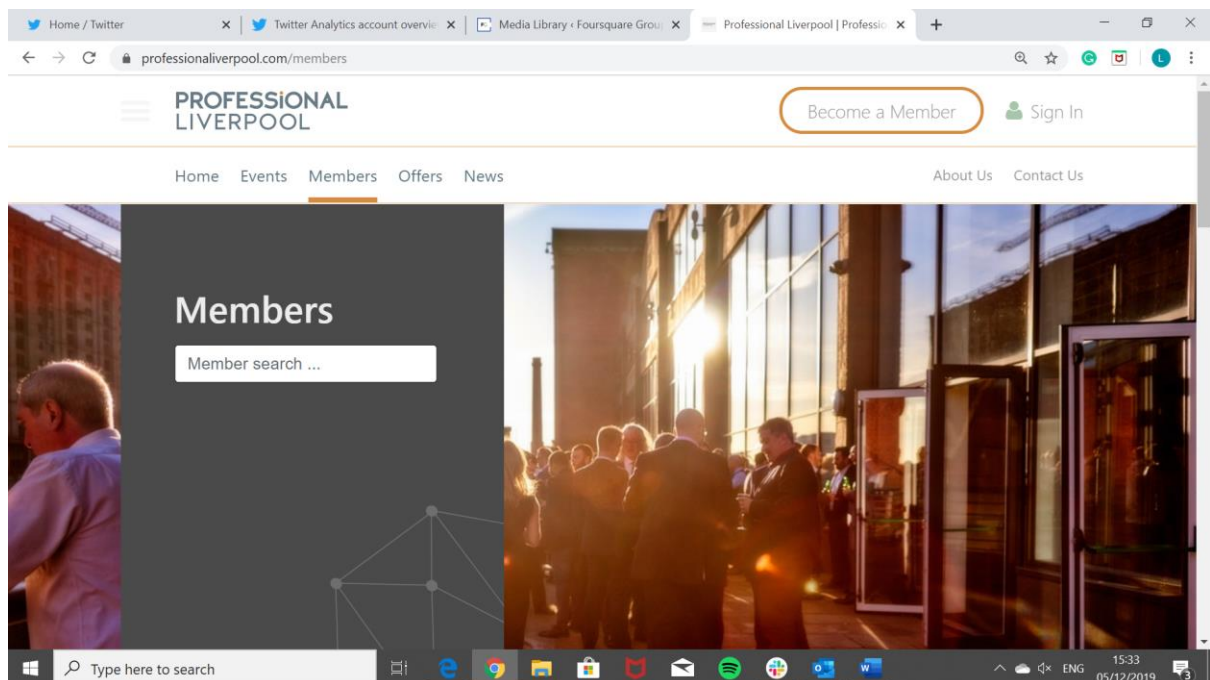 Home / Twitter
Twitter Analytics account overvie
Media Library ‹ Foursquare Grou
Professional Liverpool | Professio
professionaliverpool.com/members
L
PROFESSiONAL
LIVERPOOL
Become a Member
Sign In
Home Events Members Offers News
About Us Contact Us
Members
Member search ...
Type here to search
ENG
15:33
05/12/2019
3